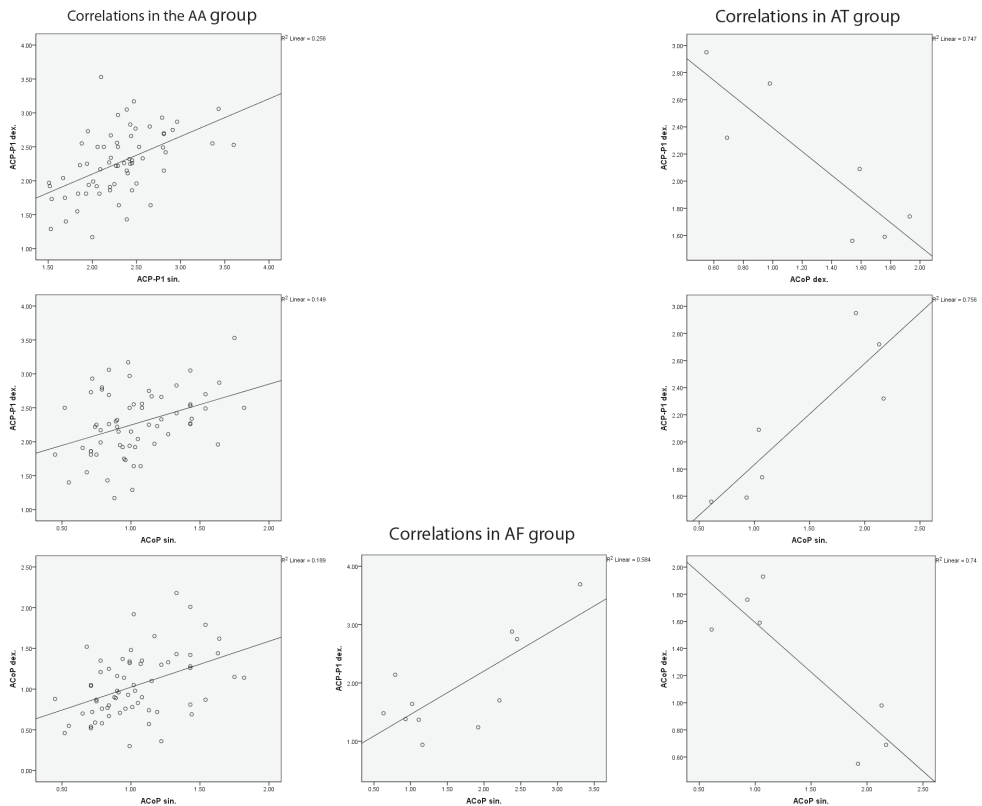 Correlations in the AA group
R² Linear = 0.256
4.00
3.50
3.00
2.50
2.00
1.50
1.00
ACP-P1 dex.
1.50 2.00 2.50 3.00 3.50 4.00
ACP-P1 sin.
R² Linear = 0.149
4.00
3.50
3.00
2.50
2.00
1.50
1.00
ACP-P1 dex.
0.50 1.00 1.50 2.00
ACoP sin.
R² Linear = 0.189
2.50
2.00
1.50
1.00
0.50
0.00
ACoP dex.
0.50 1.00 1.50 2.00
ACoP sin.
Correlations in AF group
R² Linear = 0.584
4.00
3.00
2.00
1.00
ACP-P1 dex.
0.50 1.00 1.50 2.00 2.50 3.00 3.50
ACoP sin.
Correlations in AT group
R² Linear = 0.747
3.00
2.80
2.60
2.40
2.20
2.00
1.80
1.60
ACP-P1 dex.
0.60 0.80 1.00 1.20 1.40 1.60 1.80 2.00
ACoP dex.
R² Linear = 0.756
3.00
2.80
2.60
2.40
2.20
2.00
1.80
1.60
ACP-P1 dex.
0.50 1.00 1.50 2.00 2.50
ACoP sin.
R² Linear = 0.74
2.00
1.80
1.60
1.40
1.20
1.00
0.80
0.60
ACoP dex.
0.50 1.00 1.50 2.00 2.50
ACoP sin.